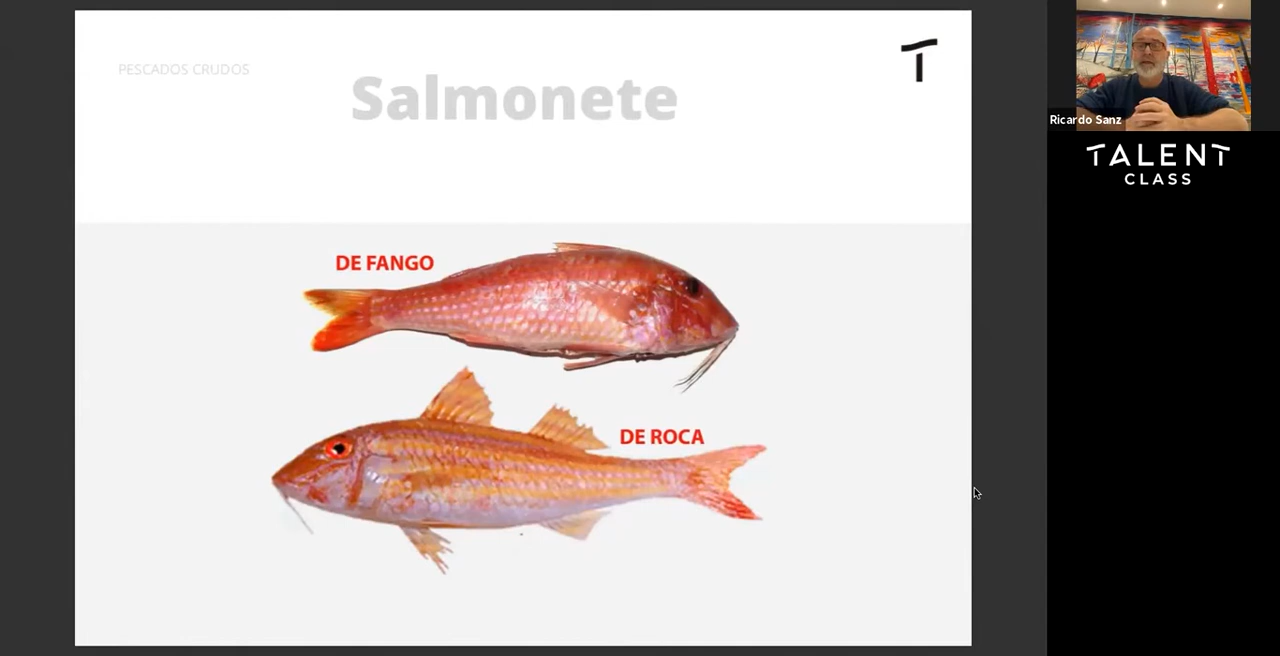 PESCADOS CRUDOS
Salmonete
T
DE FANGO
DE ROCA
Ricardo Sanz
TALENT
CLASS